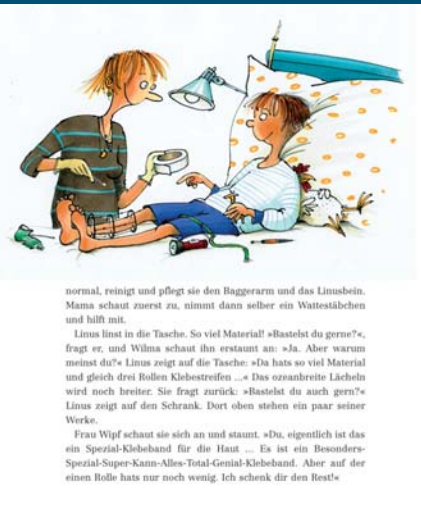 normal, reinigt und pflegt sie den Baggerarm und das Linusbein.
Mama schaut zuerst zu, nimmt dann selber ein Wattestäbchen
und hilft mit.
Linus linst in die Tasche. So viel Material! »Bastelst du gerne?«,
fragt er, und Wilma schaut ihn erstaunt an: »Ja. Aber warum
meinst du?« Linus zeigt auf die Tasche: »Da hats so viel Material
und gleich drei Rollen Klebestreifen ...« Das ozeanbreite Lächeln
wird noch breiter. Sie fragt zurück: »Bastelst du auch gern?«
Linus zeigt auf den Schrank. Dort oben stehen ein paar seiner
Werke.
Frau Wipf schaut sie sich an und staunt. »Du, eigentlich ist das
ein Spezial-Klebeband für die Haut ... Es ist ein Besonders-
Spezial-Super-Kann-Alles-Total-Genial-Klebeband. Aber auf der
einen Rolle hats nur noch wenig. Ich schenk dir den Rest!«